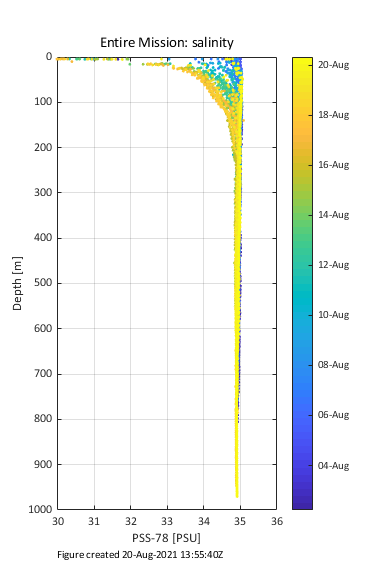 Entire Mission: salinity
0
100
200
300
400
500
600
700
800
900
1000
Depth [m]
30 31 32 33 34 35 36
PSS-78 [PSU]
20-Aug
18-Aug
16-Aug
14-Aug
12-Aug
10-Aug
08-Aug
06-Aug
04-Aug
Figure created 20-Aug-2021 13:55:40Z